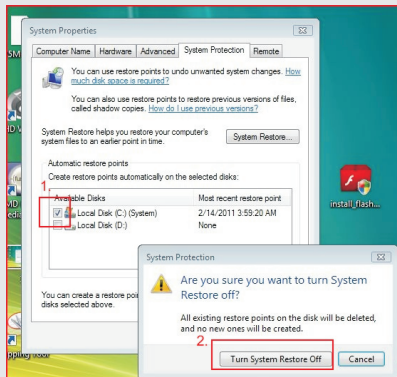 System Properties
Computer Name Hardware Advanced System Protection Remote
You can use restore points to undo unwanted system changes. How
much disk space is required?
You can also use restore points to restore previous versions of files,
called shadow copies. How do I use previous versions?
System Restore helps you restore your computer's
system files to an earlier point in time.
System Restore...
Automatic restore points
Create restore points automatically on the selected disks:
1.
Available Disks Most recent restore point
Local Disk (C:) (System) 2/14/2011 3:59:20 AM
Local Disk (D:) None
install_flash...
You can create a restore poi
disks selected above.
System Protection
Are you sure you want to turn System
Restore off?
All existing restore points on the disk will be deleted,
and no new ones will be created.
2.
Turn System Restore Off Cancel